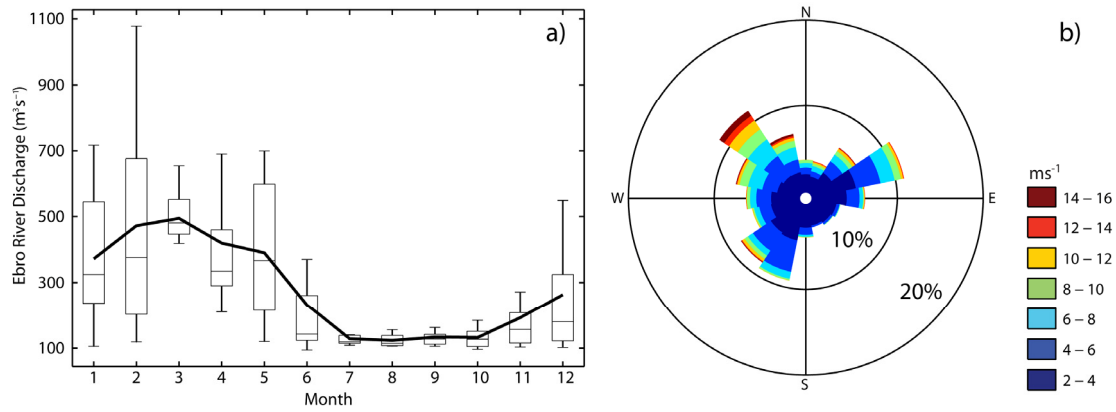 a)
Ebro River Discharge (m³s⁻¹)
1100
900
700
500
300
100
1 2 3 4 5 6 7 8 9 10 11 12
Month
b)
N
W
E
S
10%
20%
ms⁻¹
14 – 16
12 – 14
10 – 12
8 – 10
6 – 8
4 – 6
2 – 4